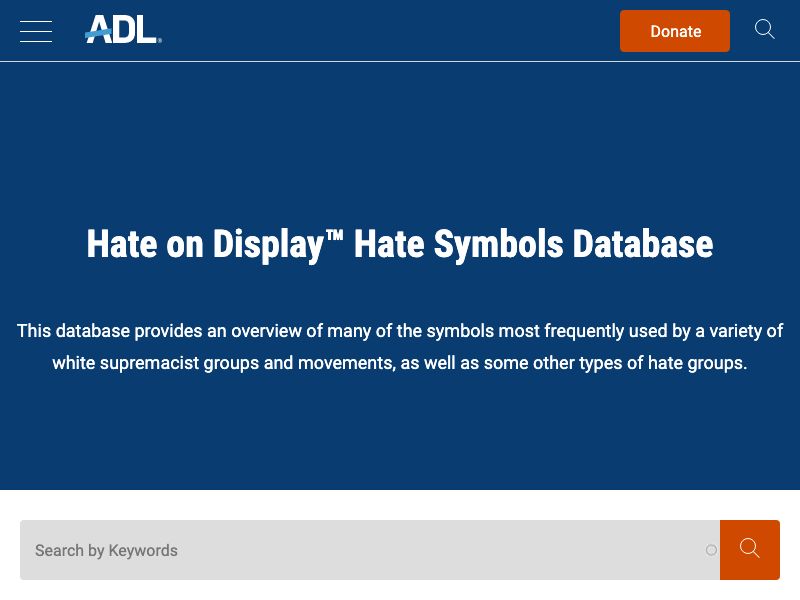 ADL®
Donate
Hate on Display™ Hate Symbols Database
This database provides an overview of many of the symbols most frequently used by a variety of
white supremacist groups and movements, as well as some other types of hate groups.
Search by Keywords